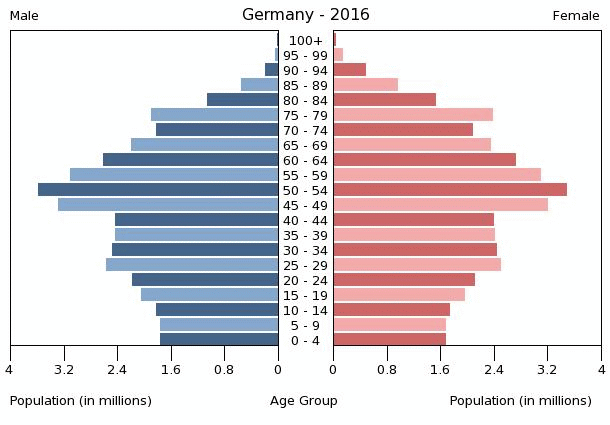 Male Germany - 2016 Female
100+
95 - 99
90 - 94
85 - 89
80 - 84
75 - 79
70 - 74
65 - 69
60 - 64
55 - 59
50 - 54
45 - 49
40 - 44
35 - 39
30 - 34
25 - 29
20 - 24
15 - 19
10 - 14
5 - 9
0 - 4
4 3.2 2.4 1.6 0.8 0 0 0.8 1.6 2.4 3.2 4
Population (in millions) Age Group Population (in millions)